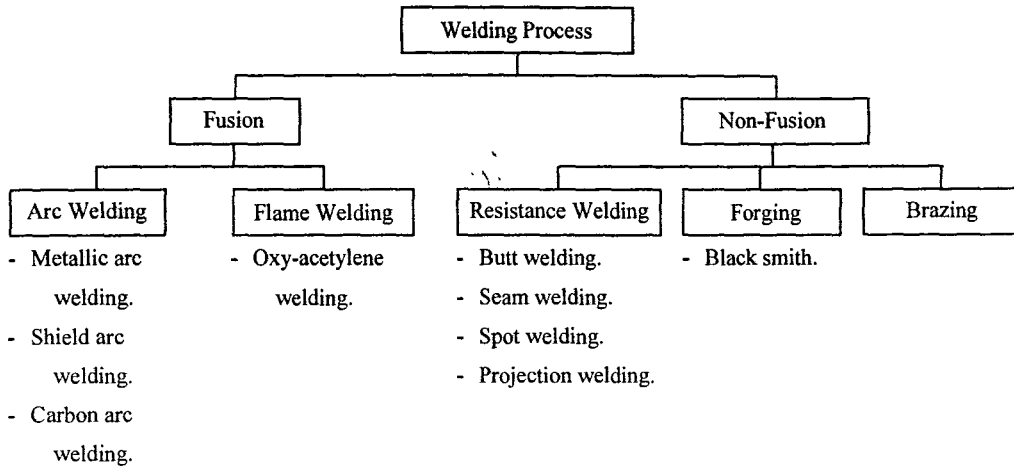 Welding Process
Fusion
Non-Fusion
Arc Welding
Flame Welding
Resistance Welding
Forging
Brazing
- Metallic arc
welding.
- Shield arc
welding.
- Carbon arc
welding.
- Oxy-acetylene
welding.
- Butt welding.
- Seam welding.
- Spot welding.
- Projection welding.
- Black smith.